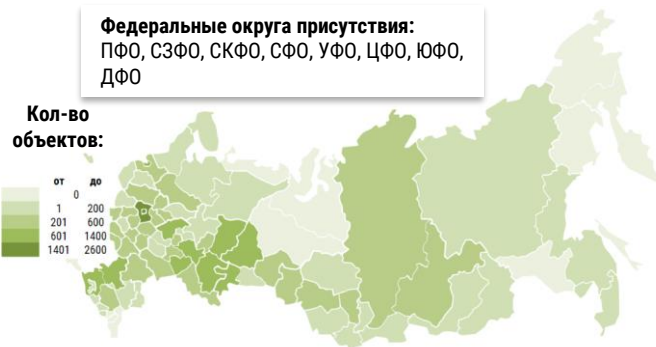 Федеральные округа присутствия:
ПФО, СЗФО, СКФО, СФО, УФО, ЦФО, ЮФО,
ДФО
Кол-во
объектов:
от до
0
1 200
201 600
601 1400
1401 2600